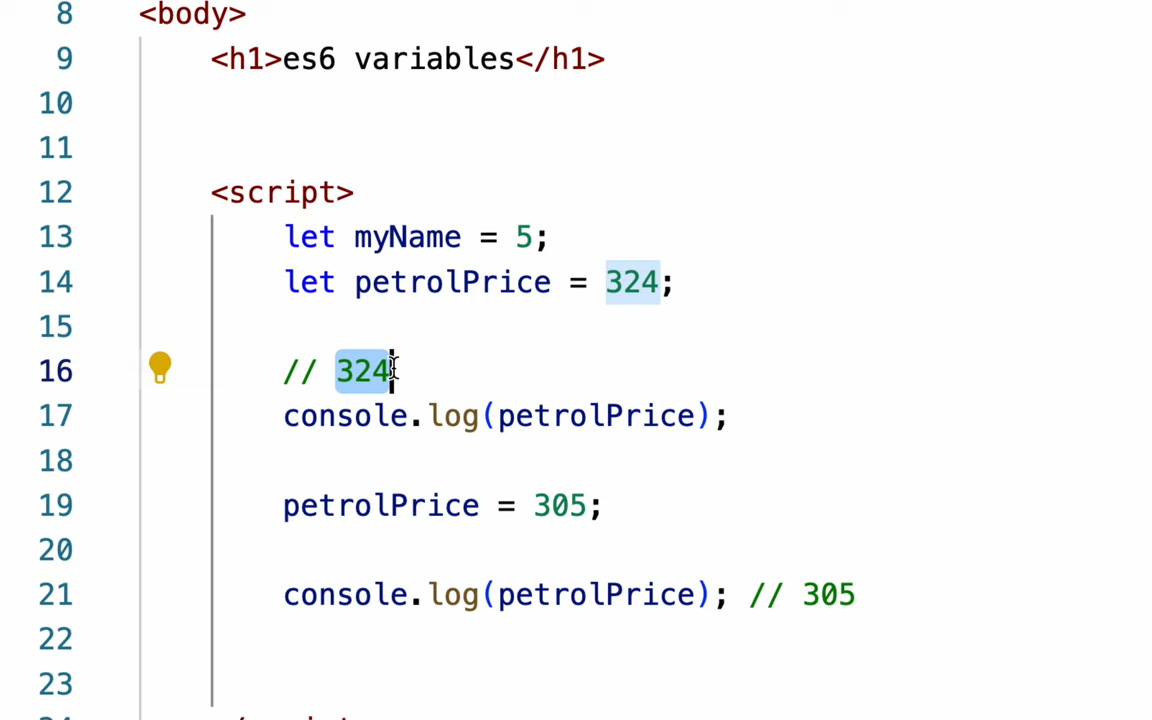 8 <body>
9 <h1>es6 variables</h1>
10
11
12 <script>
13 let myName = 5;
14 let petrolPrice = 324;
15
16 // 324
17 console.log(petrolPrice);
18
19 petrolPrice = 305;
20
21 console.log(petrolPrice); // 305
22
23